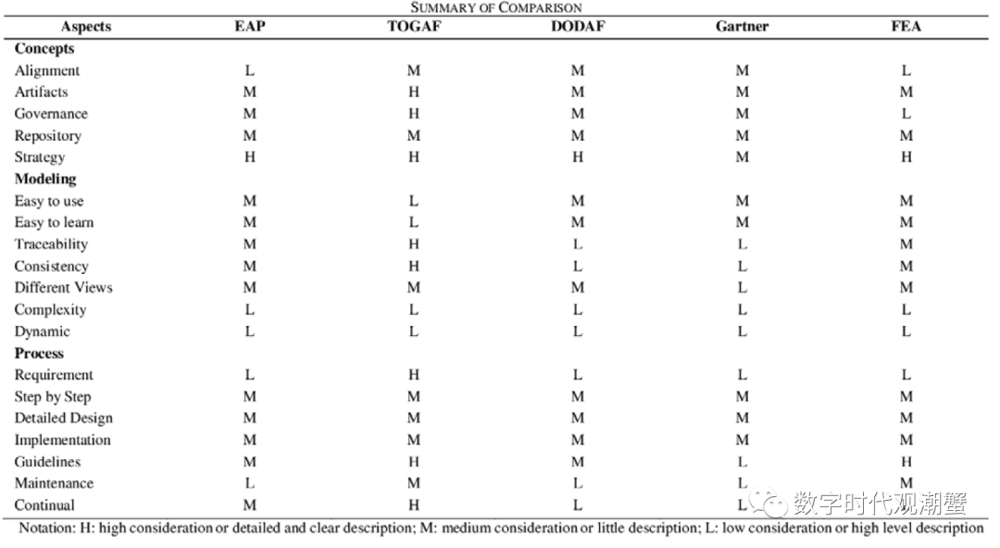 SUMMARY OF COMPARISON
Aspects EAP TOGAF DODAF Gartner FEA
Concepts
Alignment L M M M L
Artifacts M H M M M
Governance M H M M L
Repository M M M M M
Strategy H H H M H
Modeling
Easy to use M L M M M
Easy to learn M L M M M
Traceability M H L L M
Consistency M H L L M
Different Views M M M L M
Complexity L L L L L
Dynamic L L L L L
Process
Requirement L H L L L
Step by Step M M M M M
Detailed Design M M M M M
Implementation M M M M M
Guidelines M H M L H
Maintenance L M L L M
Continual M H L L
数字时代观潮蟹
Notation: H: high consideration or detailed and clear description; M: medium consideration or little description; L: low consideration or high level description